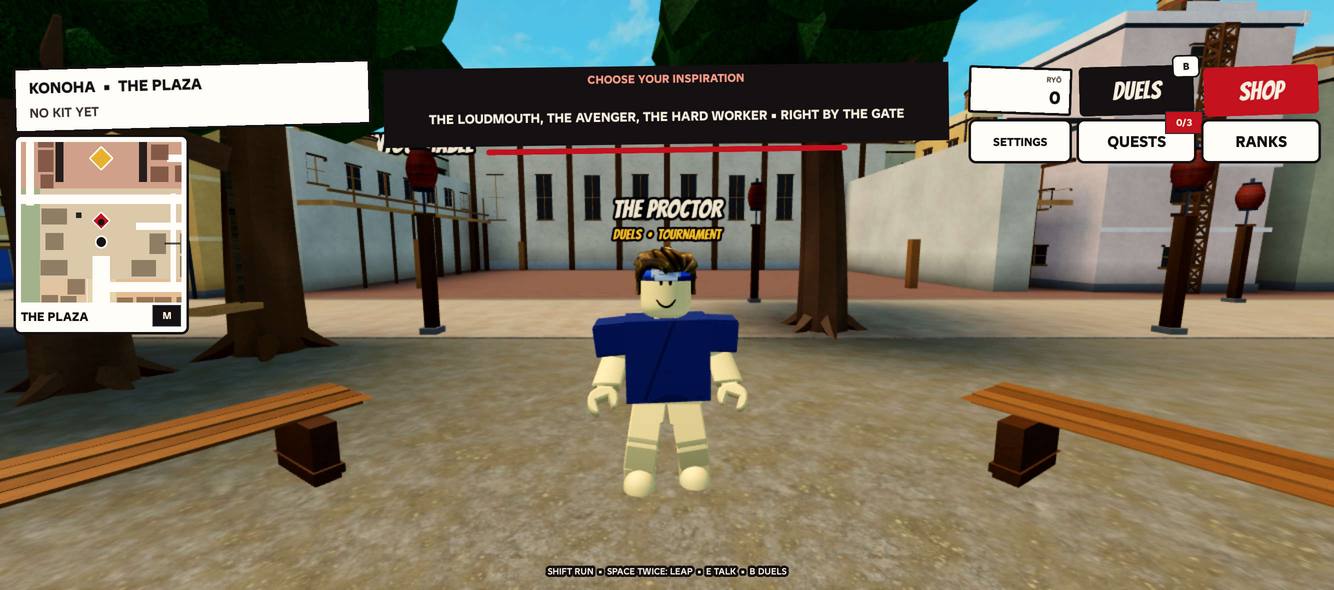 KONOHA ▪ THE PLAZA
NO KIT YET
CHOOSE YOUR INSPIRATION
THE LOUDMOUTH, THE AVENGER, THE HARD WORKER ▪ RIGHT BY THE GATE
RYŌ
0
B
DUELS
SHOP
SETTINGS
0/3
QUESTS
RANKS
THE PROCTOR
DUELS • TOURNAMENT
THE PLAZA
M
SHIFT RUN ▪ SPACE TWICE: LEAP ▪ E TALK ▪ B DUELS